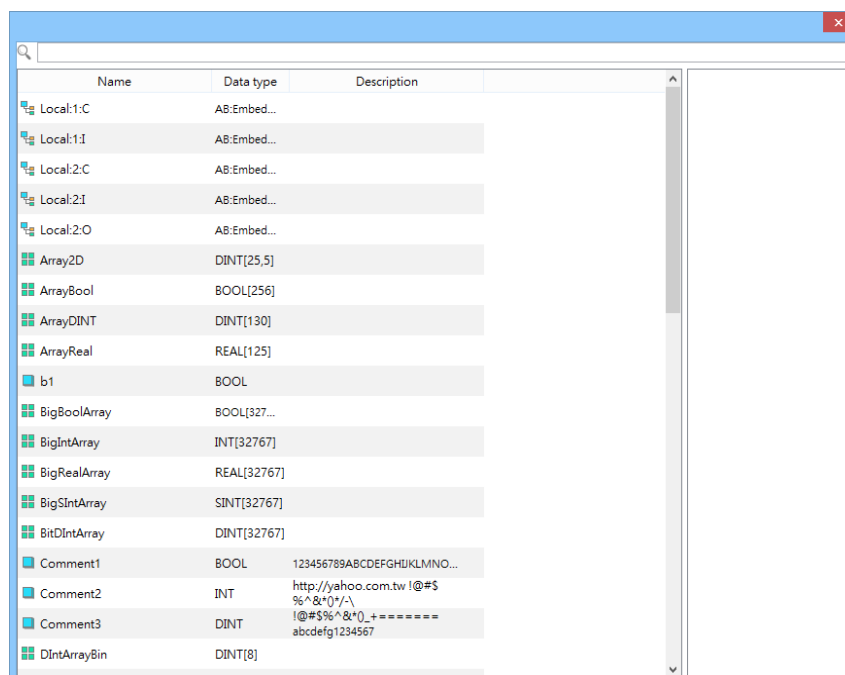 Name Data type Description
Local:1:C AB:Embed...
Local:1:I AB:Embed...
Local:2:C AB:Embed...
Local:2:I AB:Embed...
Local:2:O AB:Embed...
Array2D DINT[25,5]
ArrayBool BOOL[256]
ArrayDINT DINT[130]
ArrayReal REAL[125]
b1 BOOL
BigBoolArray BOOL[327...
BigIntArray INT[32767]
BigRealArray REAL[32767]
BigSIntArray SINT[32767]
BitDIntArray DINT[32767]
Comment1 BOOL 123456789ABCDEFGHIJKLMNO...
Comment2 INT http://yahoo.com.tw !@#$
%^&*()*/-\
Comment3 DINT !@#$%^&*()_+=======
abcdefg1234567
DIntArrayBin DINT[8]